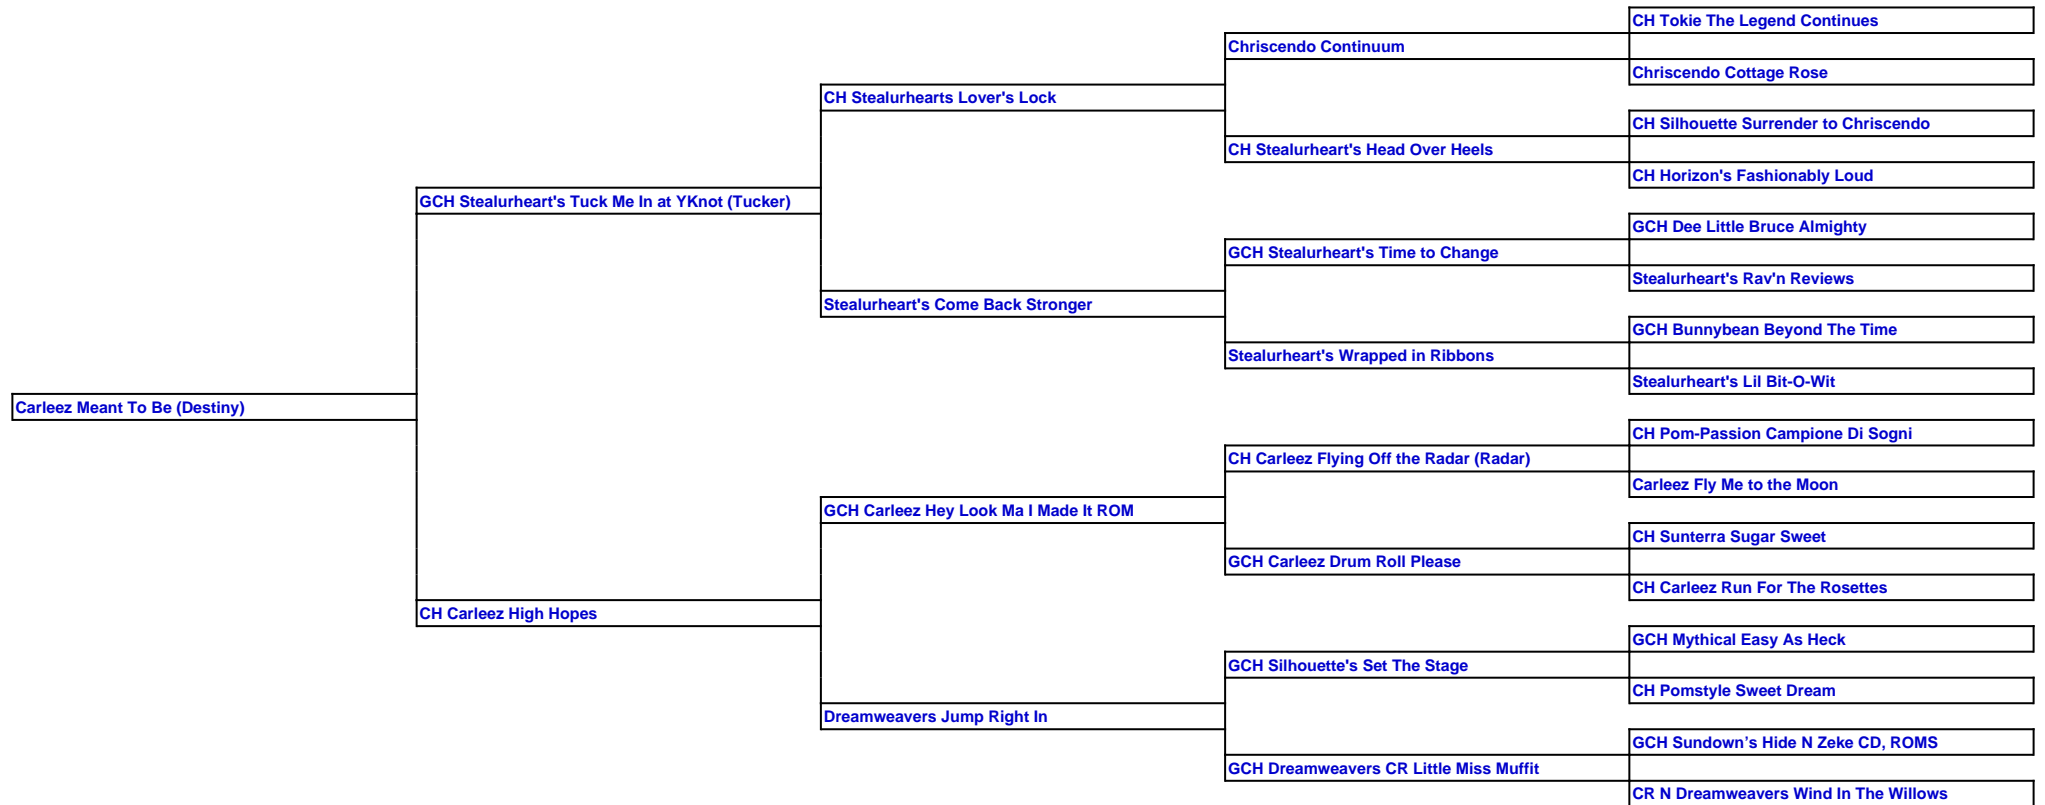 CH Tokie The Legend Continues
Chriscendo Continuum
Chriscendo Cottage Rose
CH Stealurhearts Lover's Lock
CH Silhouette Surrender to Chriscendo
CH Stealurheart's Head Over Heels
CH Horizon's Fashionably Loud
GCH Stealurheart's Tuck Me In at YKnot (Tucker)
GCH Dee Little Bruce Almighty
GCH Stealurheart's Time to Change
Stealurheart's Rav'n Reviews
Stealurheart's Come Back Stronger
GCH Bunnybean Beyond The Time
Stealurheart's Wrapped in Ribbons
Stealurheart's Lil Bit-O-Wit
Carleez Meant To Be (Destiny)
CH Pom-Passion Campione Di Sogni
CH Carleez Flying Off the Radar (Radar)
Carleez Fly Me to the Moon
GCH Carleez Hey Look Ma I Made It ROM
CH Sunterra Sugar Sweet
GCH Carleez Drum Roll Please
CH Carleez Run For The Rosettes
CH Carleez High Hopes
GCH Mythical Easy As Heck
GCH Silhouette's Set The Stage
CH Pomstyle Sweet Dream
Dreamweavers Jump Right In
GCH Sundown’s Hide N Zeke CD, ROMS
GCH Dreamweavers CR Little Miss Muffit
CR N Dreamweavers Wind In The Willows